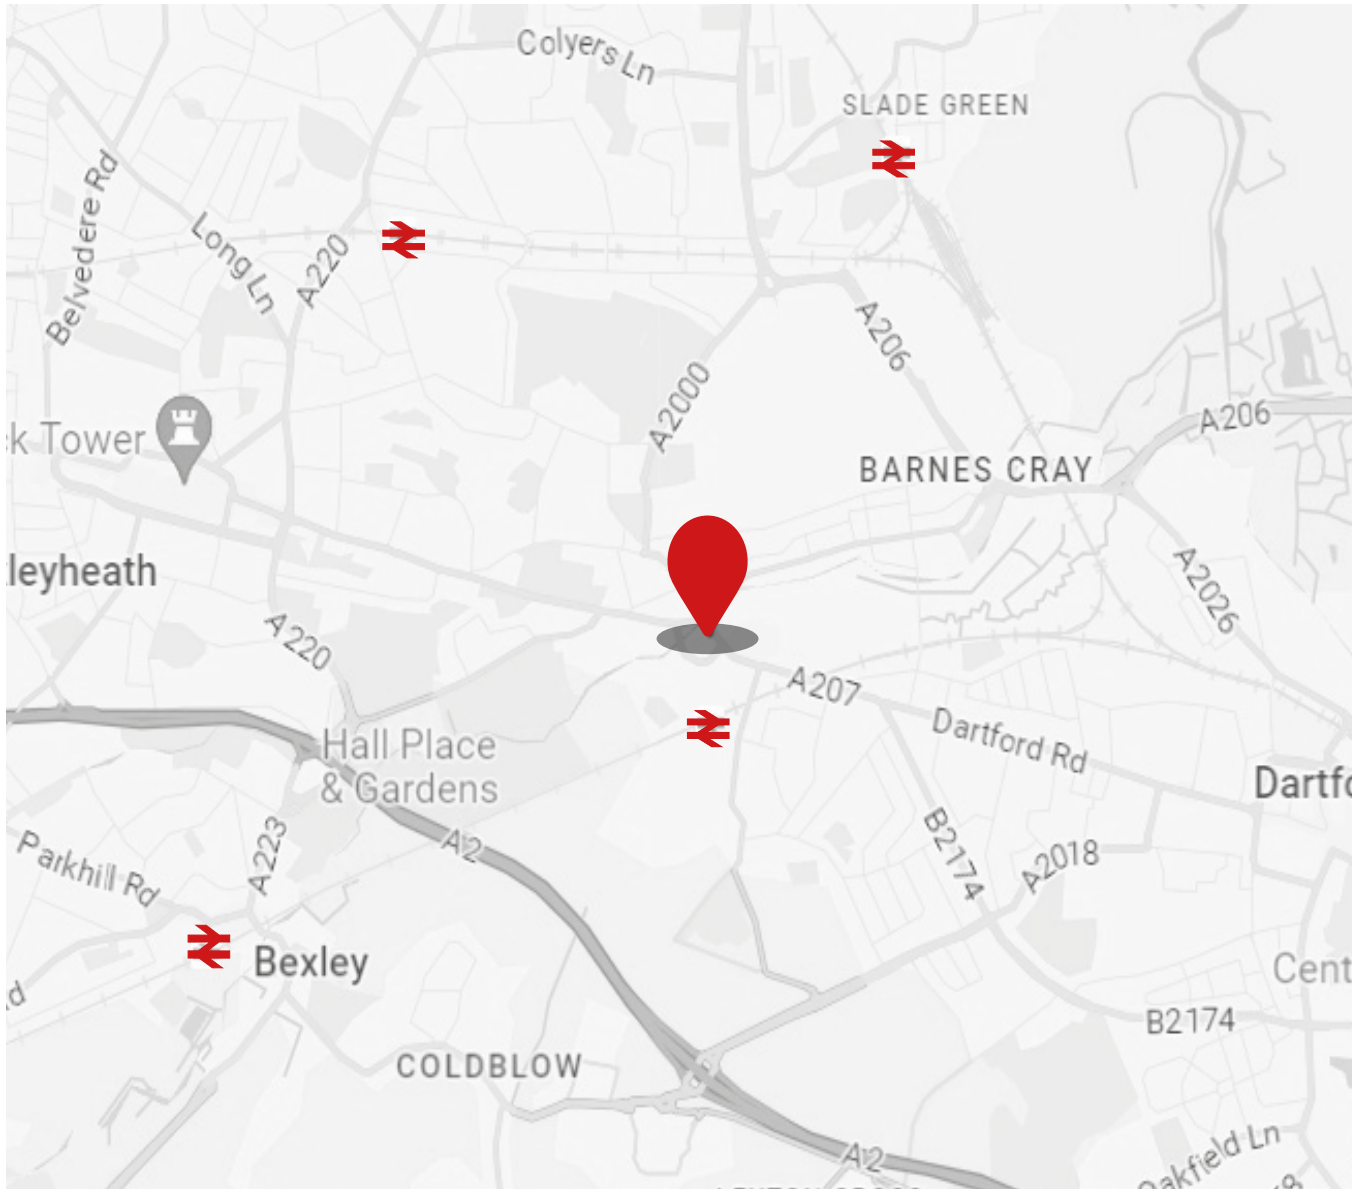 Colyers Ln
SLADE GREEN
Belvedere Rd
Long Ln
A220
A206
A2000
A206
k Tower
BARNES CRAY
leyheath
A2026
A220
A207
Dartford Rd
Hall Place
& Gardens
Dartfo
A2
B2174
A2018
A223
Parkhill Rd
Bexley
Cent
B2174
COLDBLOW
A2
Oakfield Ln